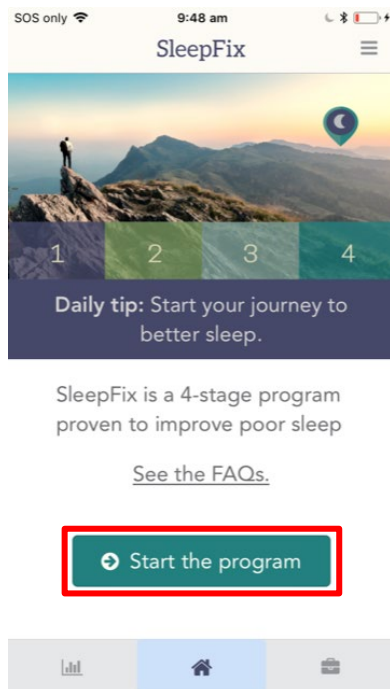 SOS only 9:48 am
SleepFix
1 2 3 4
Daily tip: Start your journey to
better sleep.
SleepFix is a 4-stage program
proven to improve poor sleep
See the FAQs.
Start the program